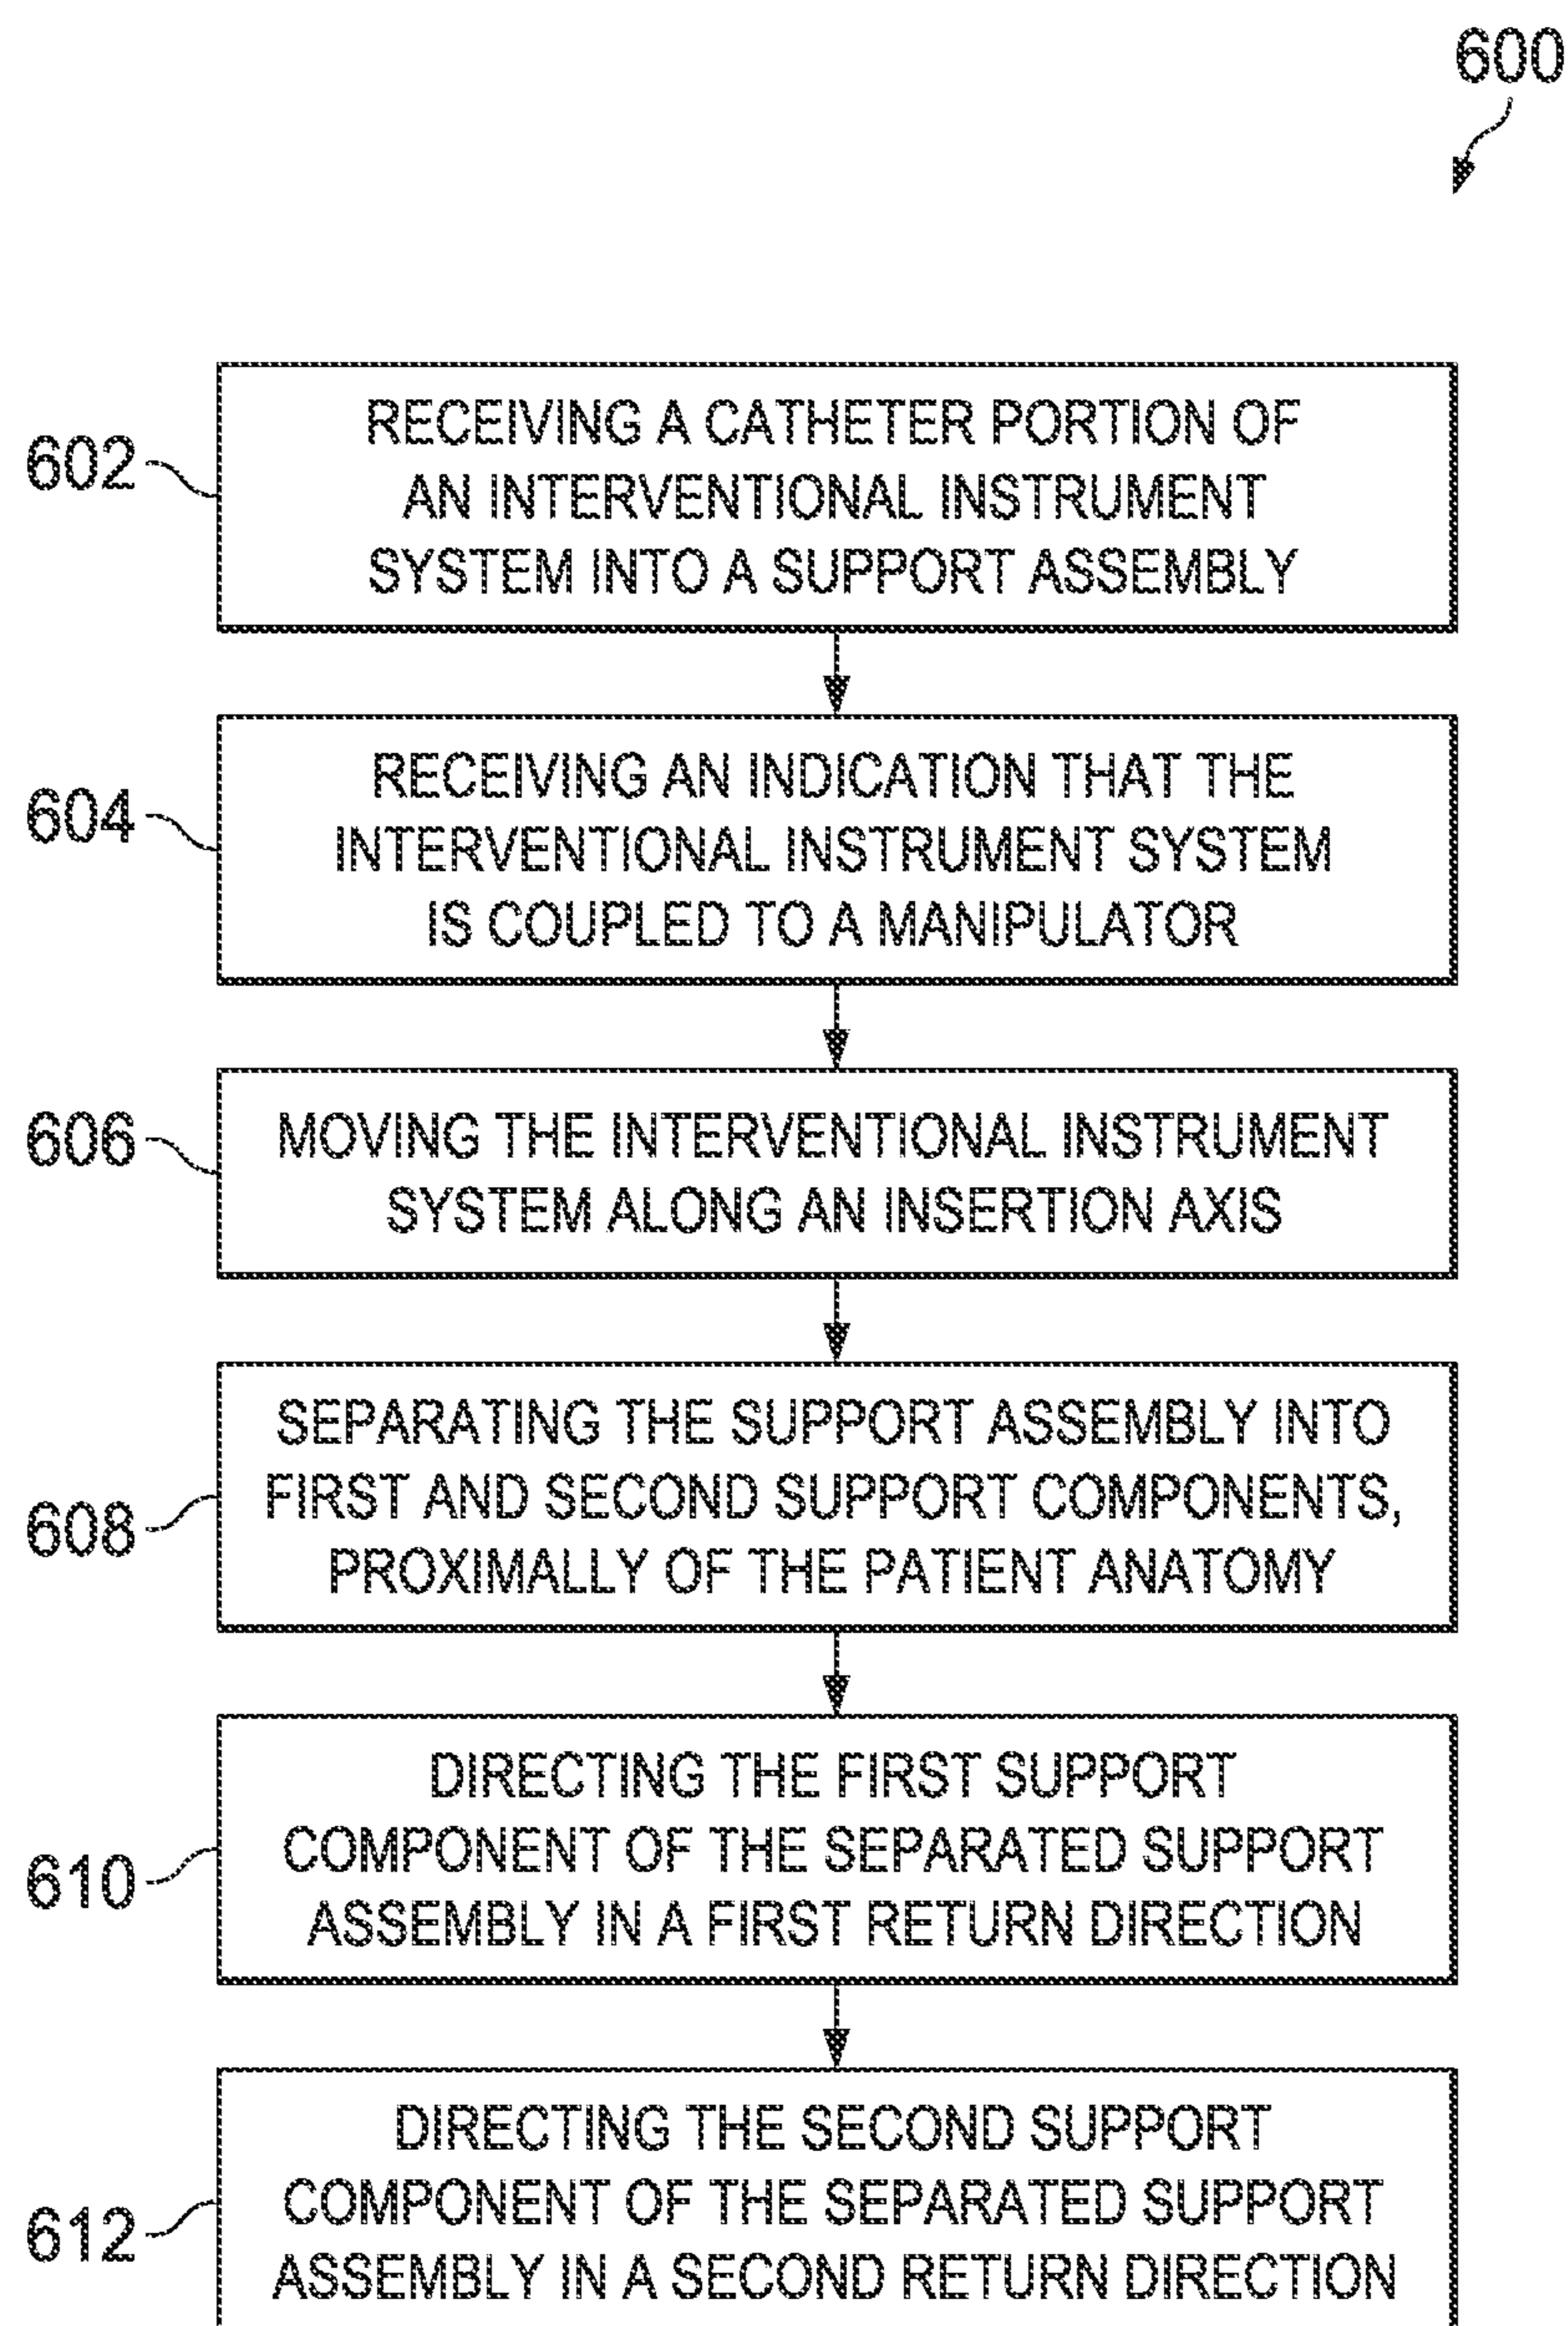 600
602
RECEIVING A CATHETER PORTION OF
AN INTERVENTIONAL INSTRUMENT
SYSTEM INTO A SUPPORT ASSEMBLY
604
RECEIVING AN INDICATION THAT THE
INTERVENTIONAL INSTRUMENT SYSTEM
IS COUPLED TO A MANIPULATOR
606
MOVING THE INTERVENTIONAL INSTRUMENT
SYSTEM ALONG AN INSERTION AXIS
608
SEPARATING THE SUPPORT ASSEMBLY INTO
FIRST AND SECOND SUPPORT COMPONENTS,
PROXIMALLY OF THE PATIENT ANATOMY
610
DIRECTING THE FIRST SUPPORT
COMPONENT OF THE SEPARATED SUPPORT
ASSEMBLY IN A FIRST RETURN DIRECTION
612
DIRECTING THE SECOND SUPPORT
COMPONENT OF THE SEPARATED SUPPORT
ASSEMBLY IN A SECOND RETURN DIRECTION